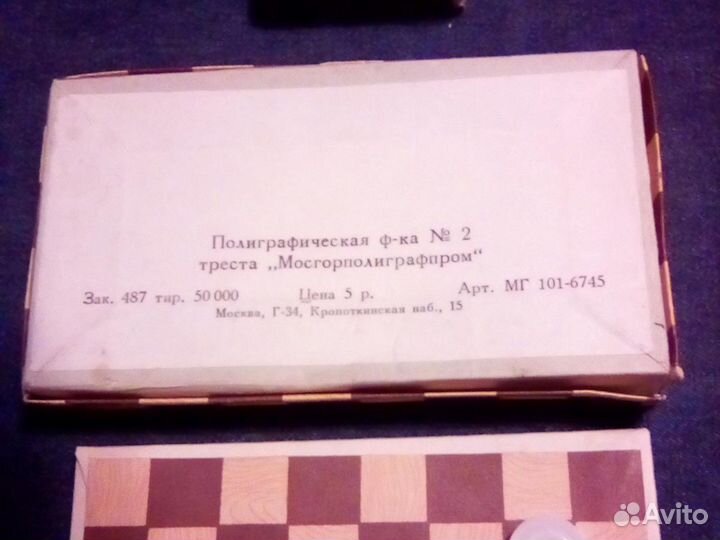 Полиграфическая ф-ка № 2
треста „Мосгорполиграфпром“
Зак. 487 тир. 50 000 Цена 5 р. Арт. МГ 101-6745
Москва, Г-34, Кропоткинская наб., 15
Avito